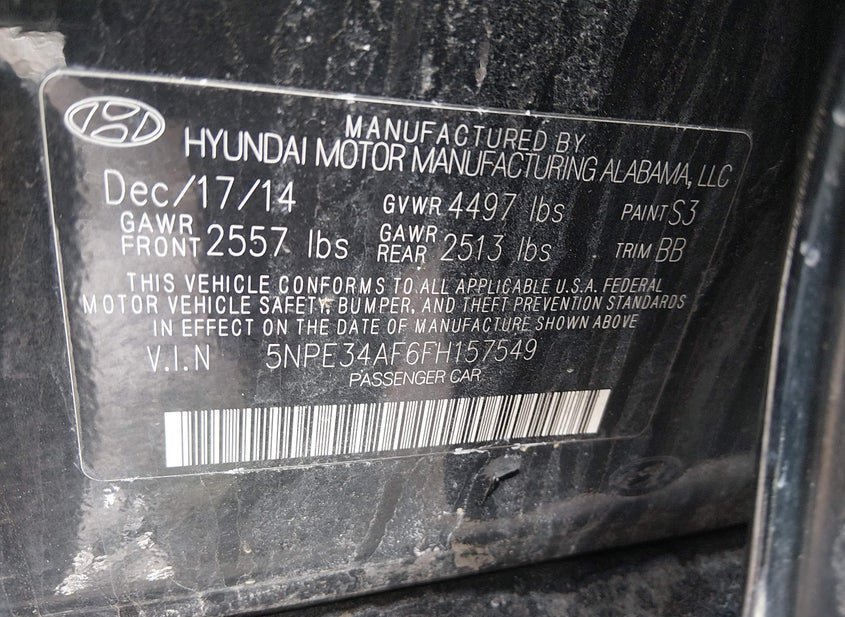 MANUFACTURED BY
HYUNDAI MOTOR MANUFACTURING ALABAMA, LLC
Dec/17/14 GVWR 4497 lbs PAINT S3
GAWR FRONT 2557 lbs GAWR REAR 2513 lbs TRIM BB
THIS VEHICLE CONFORMS TO ALL APPLICABLE U.S.A. FEDERAL
MOTOR VEHICLE SAFETY, BUMPER, AND THEFT PREVENTION STANDARDS
IN EFFECT ON THE DATE OF MANUFACTURE SHOWN ABOVE
V.I.N 5NPE34AF6FH157549
PASSENGER CAR